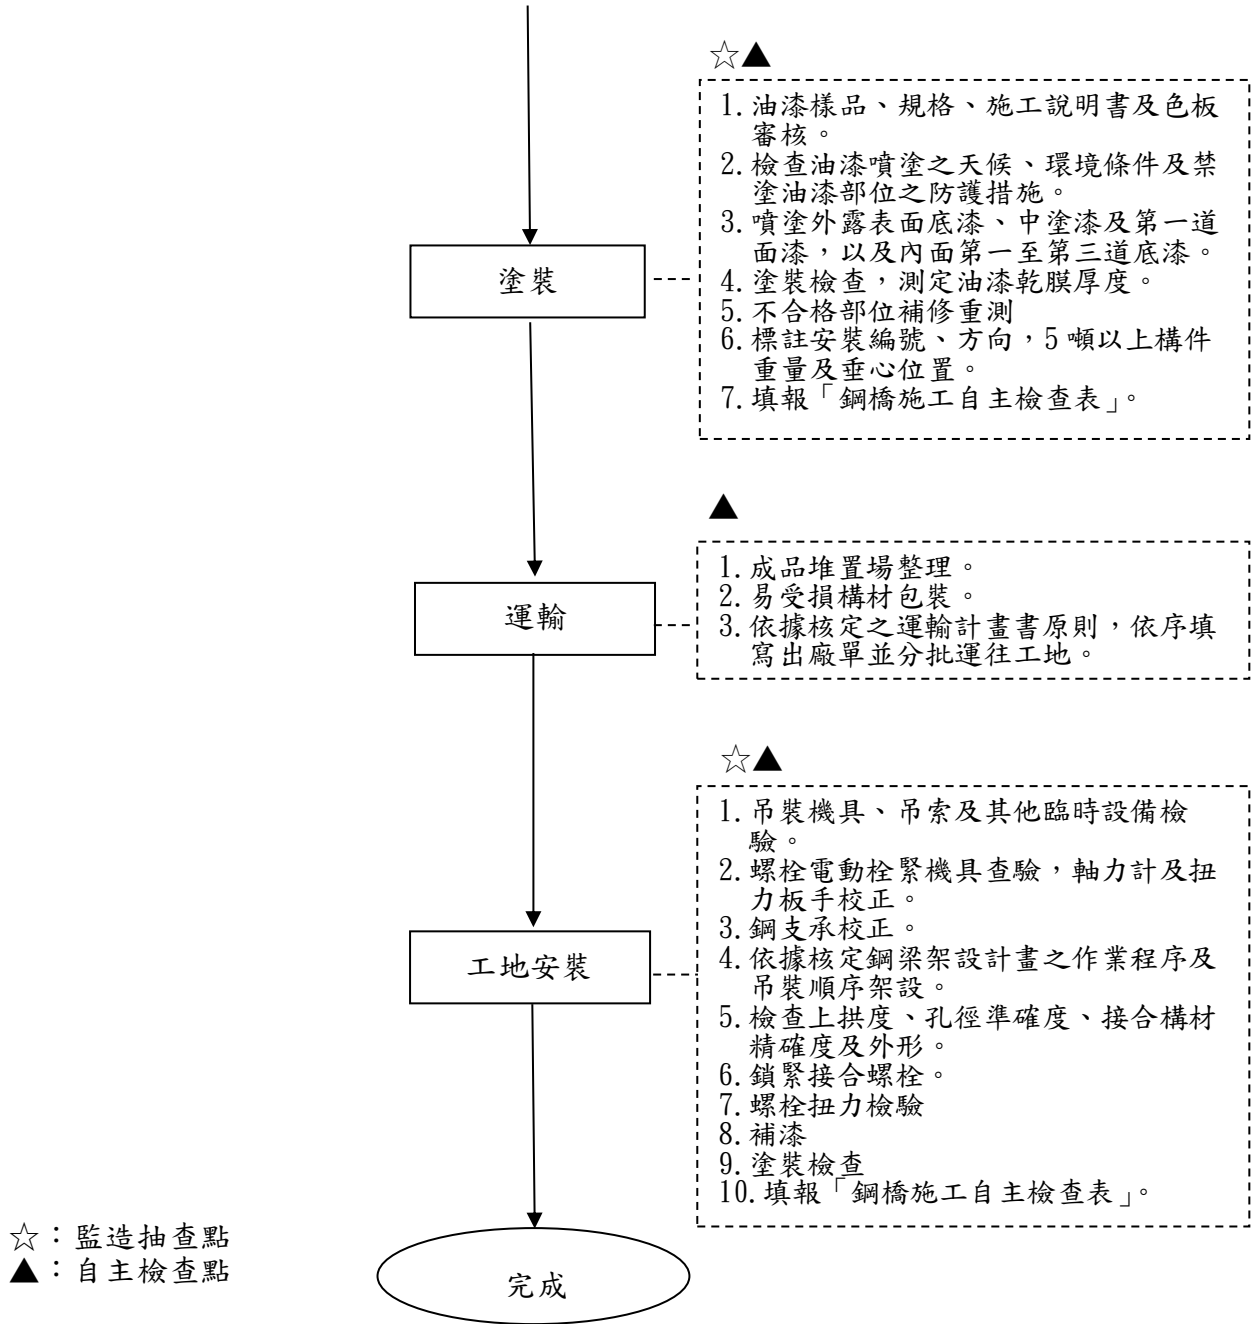 ☆▲
1.油漆樣品、規格、施工說明書及色板
審核。
2.檢查油漆噴塗之天候、環境條件及禁
塗油漆部位之防護措施。
3.噴塗外露表面底漆、中塗漆及第一道
面漆，以及內面第一至第三道底漆。
4.塗裝檢查，測定油漆乾膜厚度。
5.不合格部位補修重測
6.標註安裝編號、方向，5 噸以上構件
重量及垂心位置。
7.填報「鋼橋施工自主檢查表」。
塗裝
▲
1.成品堆置場整理。
2.易受損構材包裝。
3.依據核定之運輸計畫書原則，依序填
寫出廠單並分批運往工地。
運輸
☆▲
1.吊裝機具、吊索及其他臨時設備檢
驗。
2.螺栓電動栓緊機具查驗，軸力計及扭
力板手校正。
3.鋼支承校正。
4.依據核定鋼梁架設計畫之作業程序及
吊裝順序架設。
5.檢查上拱度、孔徑準確度、接合構材
精確度及外形。
6.鎖緊接合螺栓。
7.螺栓扭力檢驗
8.補漆
9.塗裝檢查
10.填報「鋼橋施工自主檢查表」。
工地安裝
☆：監造抽查點
▲：自主檢查點
完成